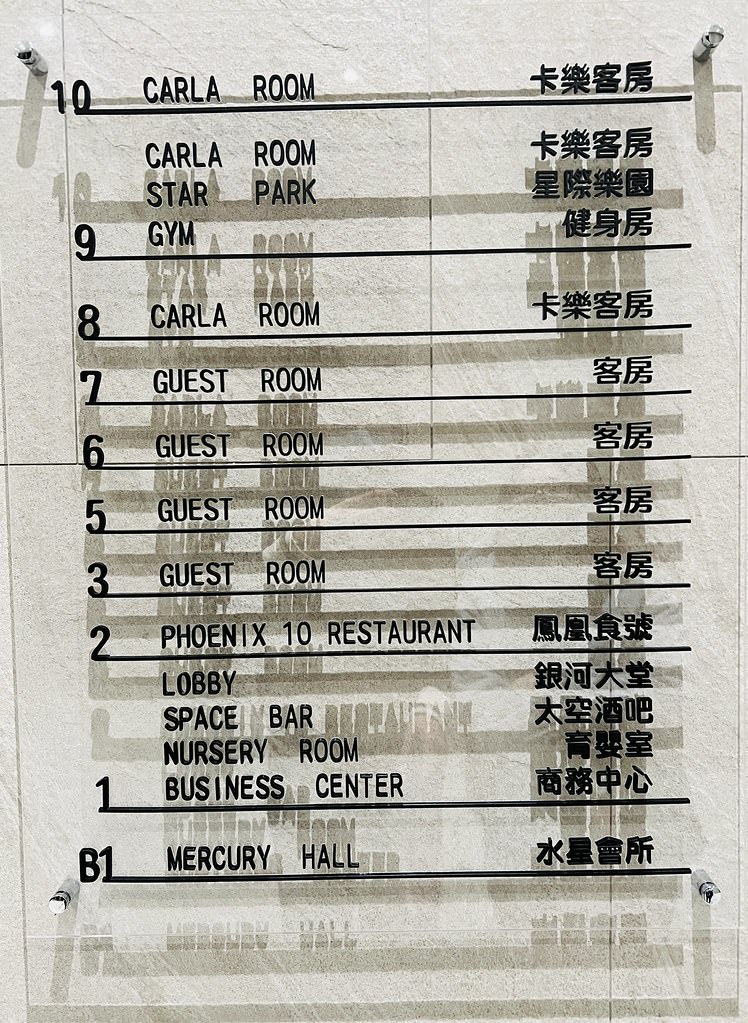 10 CARLA ROOM 卡樂客房
CARLA ROOM 卡樂客房
STAR PARK 星際樂園
9 GYM 健身房
8 CARLA ROOM 卡樂客房
7 GUEST ROOM 客房
6 GUEST ROOM 客房
5 GUEST ROOM 客房
3 GUEST ROOM 客房
2 PHOENIX 10 RESTAURANT 鳳凰食號
LOBBY 銀河大堂
SPACE BAR 太空酒吧
NURSERY ROOM 育嬰室
1 BUSINESS CENTER 商務中心
B1 MERCURY HALL 水星會所